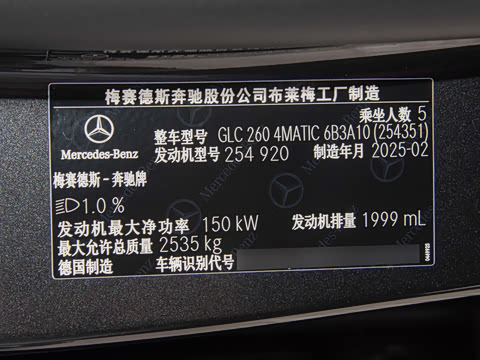 梅赛德斯奔驰股份公司布莱梅工厂制造
乘坐人数 5
整车型号 GLC 260 4MATIC 6B3A10 (254351)
Mercedes-Benz
发动机型号 254 920 制造年月 2025-02
梅赛德斯-奔驰牌
1.0 %
发动机最大净功率 150 kW 发动机排量 1999 mL
最大允许总质量 2535 kg
德国制造 车辆识别代号